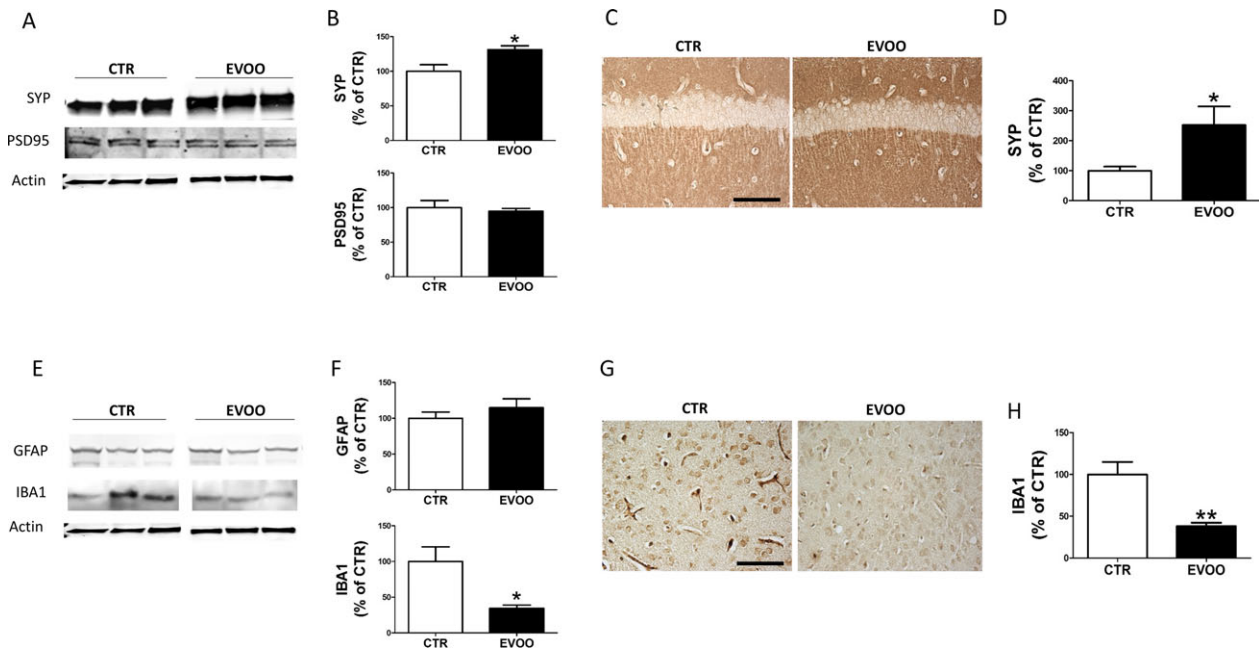 A
CTR EVOO
SYP
PSD95
Actin
B
SYP
(% of CTR)
150
100
50
0
*
CTR EVOO
PSD95
(% of CTR)
150
100
50
0
CTR EVOO
C
CTR EVOO
D
SYP
(% of CTR)
400
300
200
100
0
*
CTR EVOO
E
CTR EVOO
GFAP
IBA1
Actin
F
GFAP
(% of CTR)
150
100
50
0
CTR EVOO
IBA1
(% of CTR)
150
100
50
0
*
CTR EVOO
G
CTR EVOO
H
IBA1
(% of CTR)
150
100
50
0
**
CTR EVOO